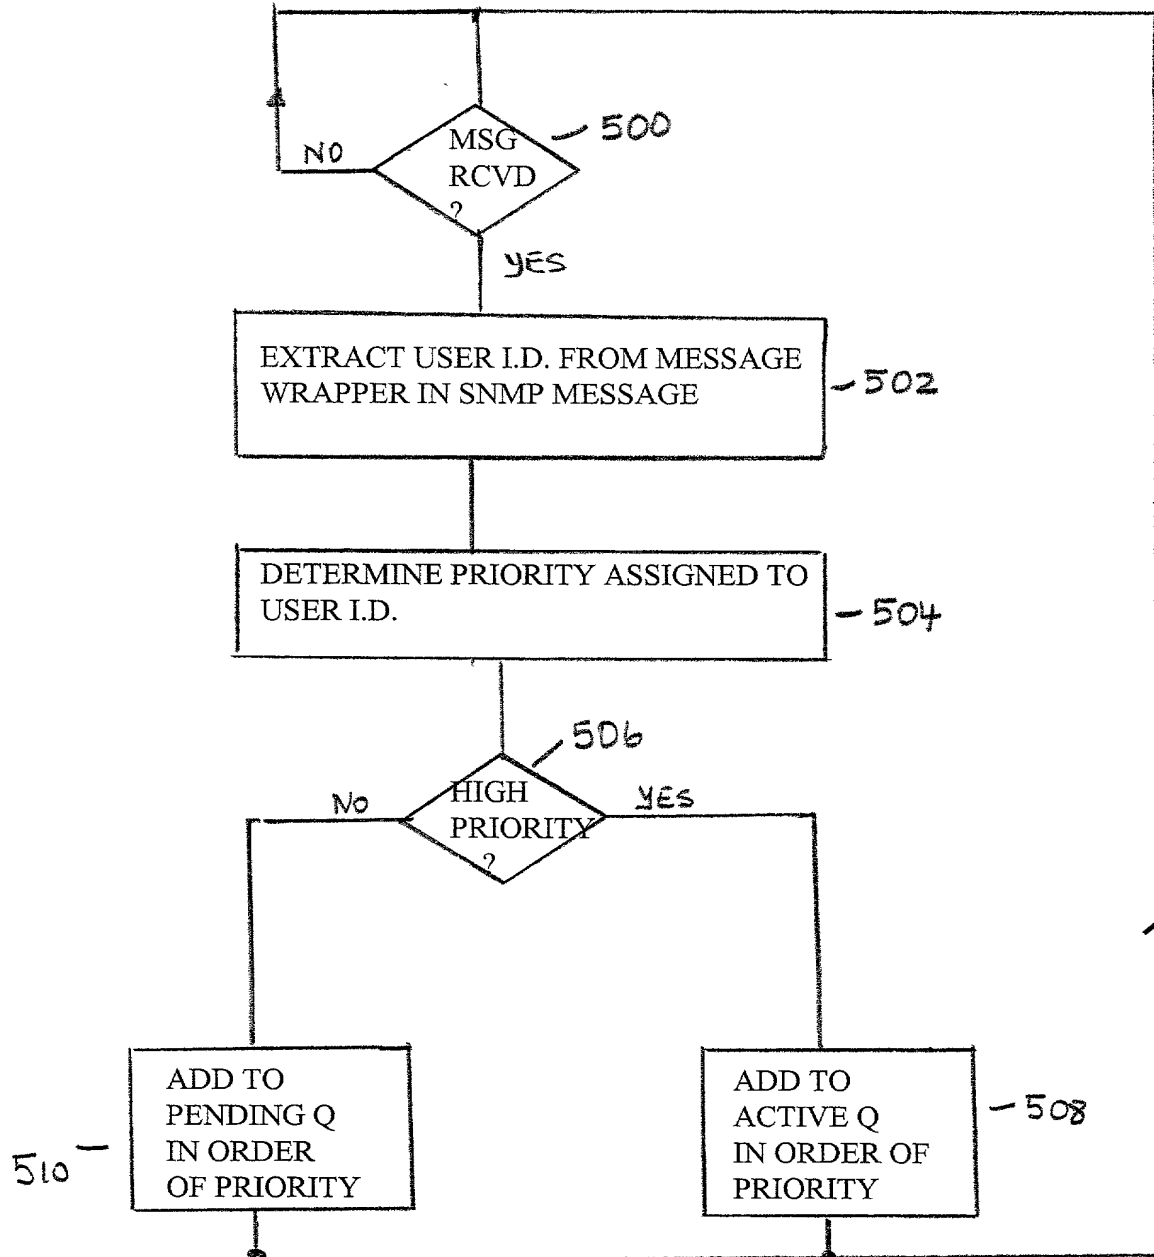 MSG
RCVD
?
500
NO
YES
EXTRACT USER I.D. FROM MESSAGE
WRAPPER IN SNMP MESSAGE
502
DETERMINE PRIORITY ASSIGNED TO
USER I.D.
504
506
HIGH
PRIORITY
?
NO
YES
ADD TO
PENDING Q
IN ORDER
OF PRIORITY
510
ADD TO
ACTIVE Q
IN ORDER OF
PRIORITY
508